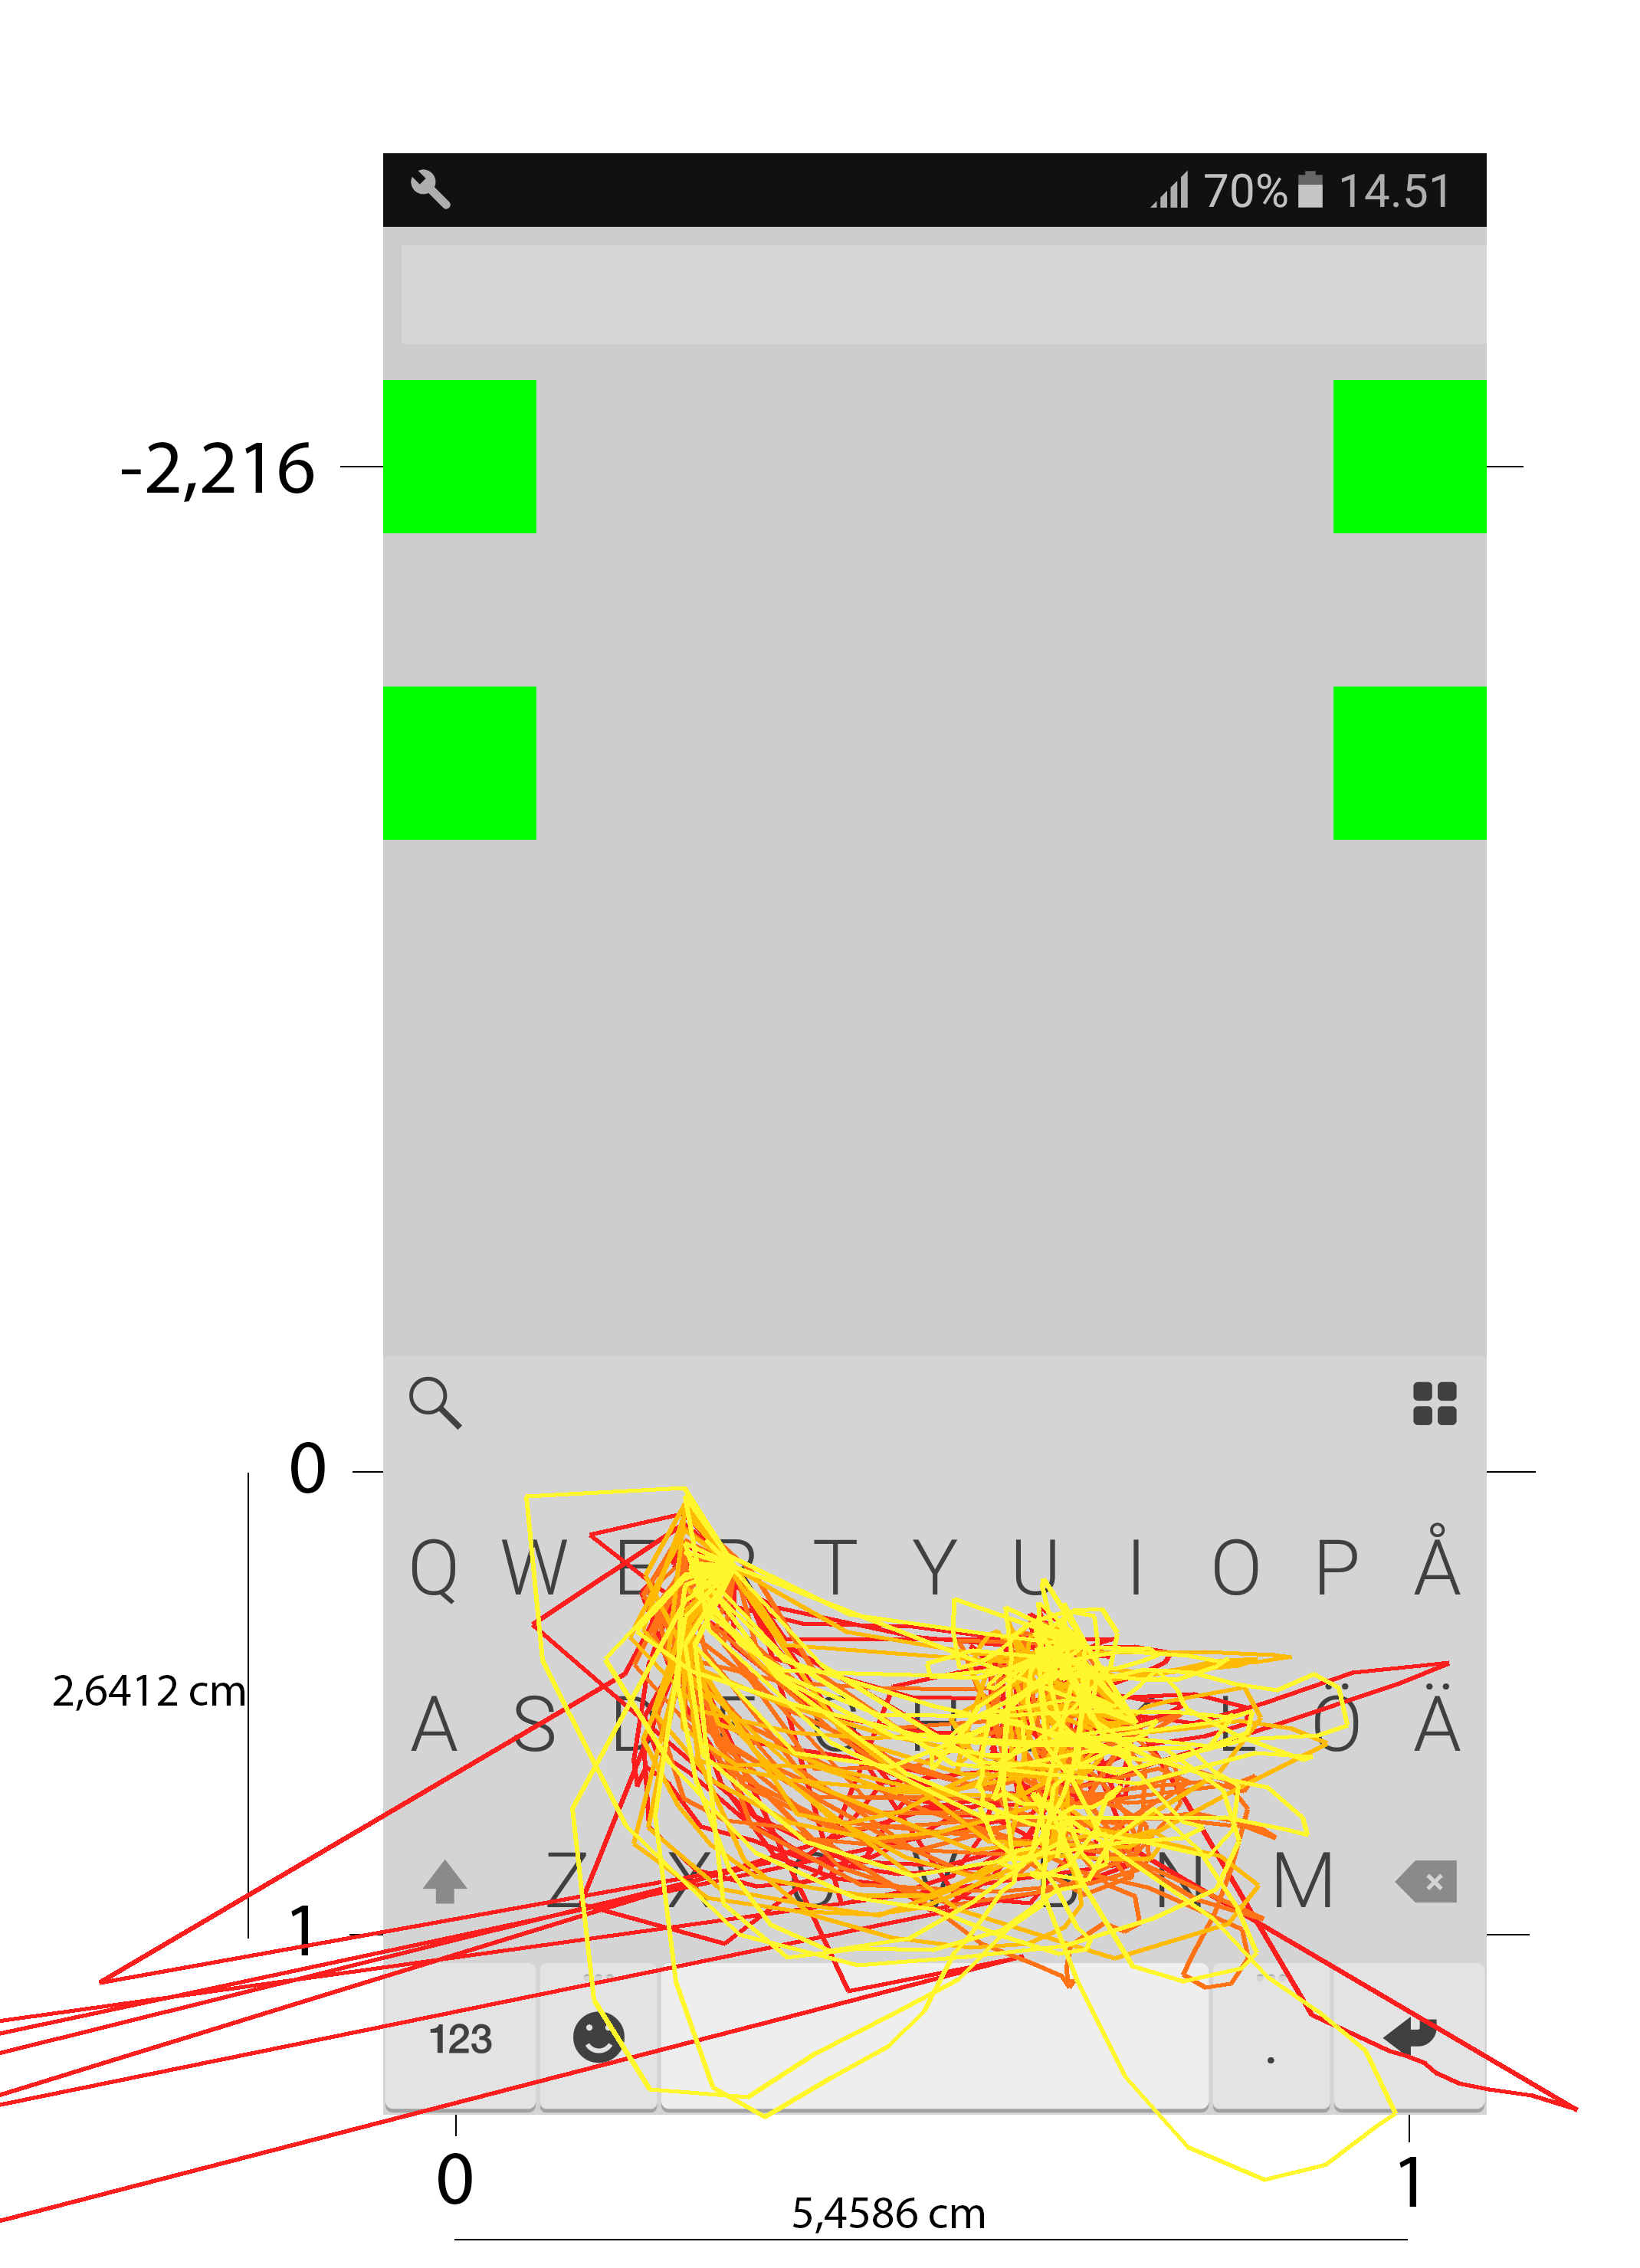 70% 14.51
-2,216
0
Q W E R T Y U I O P Å
2,6412 cm
A S D F G H L Ö Ä
1
Z X C V B N M
123
.
0 1
5,4586 cm